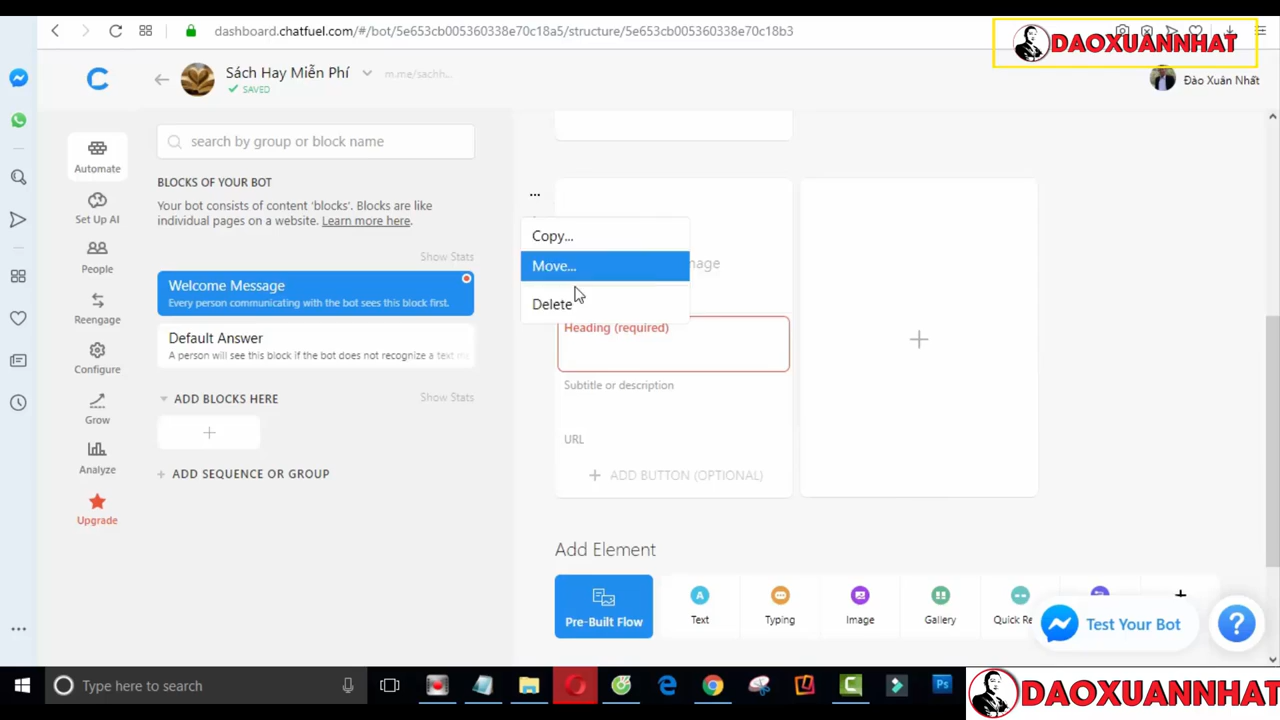 dashboard.chatfuel.com/#/bot/5e653cb005360338e70c18a5/structure/5e653cb005360338e70c18b3
DAOXUANNHAT
Sách Hay Miễn Phí
m.me/sachh...
SAVED
Đào Xuân Nhất
Automate
Set Up AI
People
Reengage
Configure
Grow
Analyze
Upgrade
search by group or block name
BLOCKS OF YOUR BOT
Your bot consists of content 'blocks'. Blocks are like
individual pages on a website. Learn more here.
Show Stats
Welcome Message
Every person communicating with the bot sees this block first.
Default Answer
A person will see this block if the bot does not recognize a text
ADD BLOCKS HERE
Show Stats
ADD SEQUENCE OR GROUP
Copy...
Move...
Delete
Heading (required)
Subtitle or description
URL
ADD BUTTON (OPTIONAL)
Add Element
Pre-Built Flow
Text
Typing
Image
Gallery
Test Your Bot
Type here to search
DAOXUANNHAT